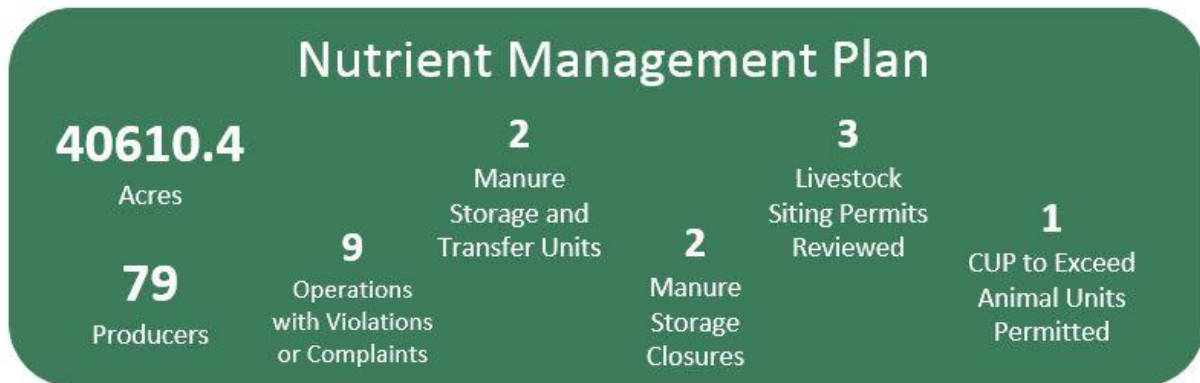 Nutrient Management Plan
40610.4
Acres
79
Producers
9
Operations
with Violations
or Complaints
2
Manure
Storage and
Transfer Units
2
Manure
Storage
Closures
3
Livestock
Siting Permits
Reviewed
1
CUP to Exceed
Animal Units
Permitted